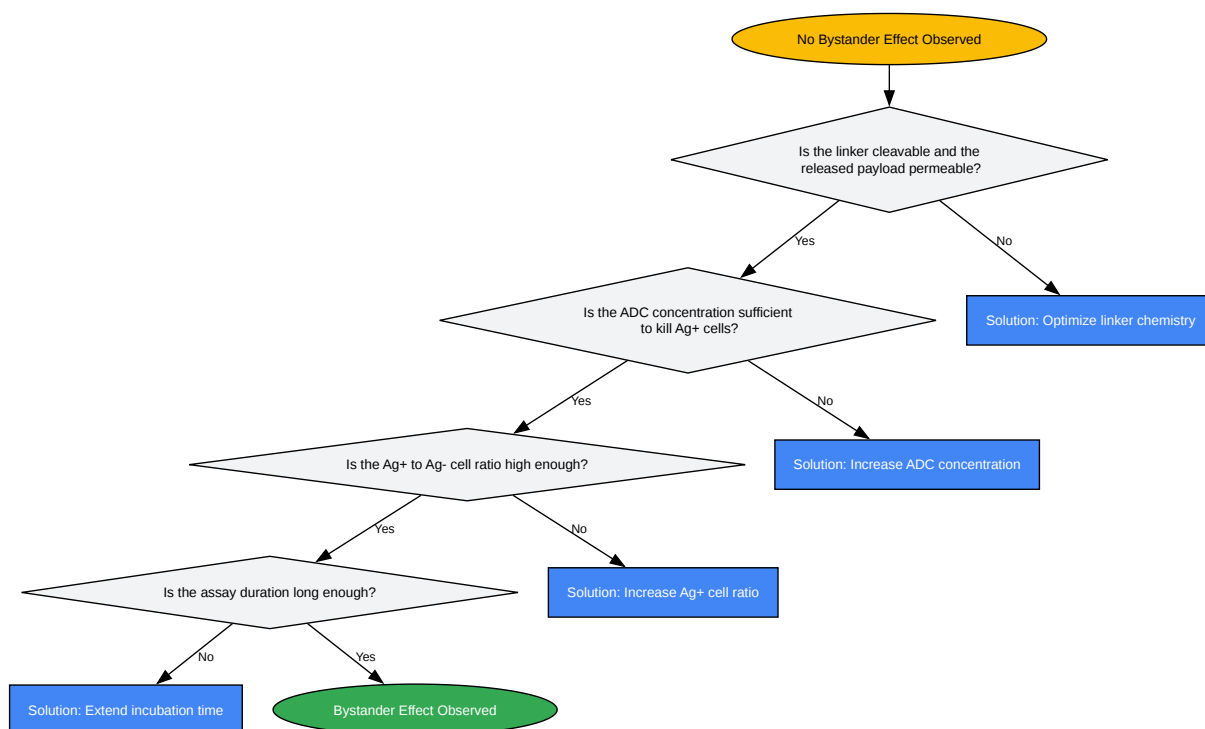 No Bystander Effect Observed
Is the linker cleavable and the
released payload permeable?
Yes
No
Is the ADC concentration sufficient
to kill Ag+ cells?
Solution: Optimize linker chemistry
Yes
No
Is the Ag+ to Ag- cell ratio high enough?
Solution: Increase ADC concentration
Yes
No
Is the assay duration long enough?
Solution: Increase Ag+ cell ratio
No
Yes
Solution: Extend incubation time
Bystander Effect Observed